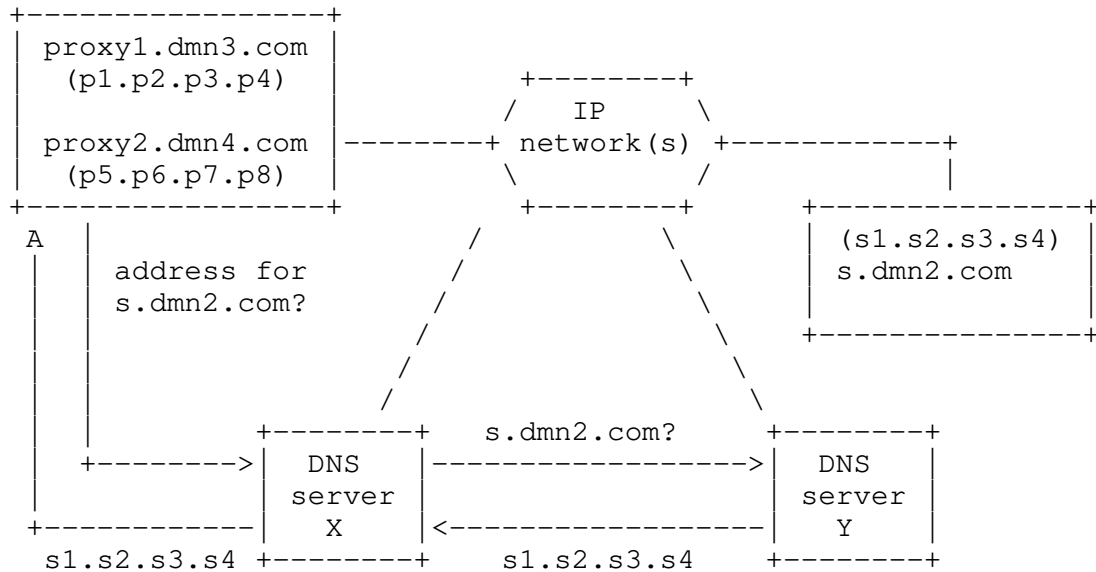 proxy1.dmn3.com
(p1.p2.p3.p4)
IP
proxy2.dmn4.com
network(s)
(p5.p6.p7.p8)
A
(s1.s2.s3.s4)
address for
s.dmn2.com
s.dmn2.com?
s.dmn2.com?
DNS
DNS
server
server
X
Y
s1.s2.s3.s4
s1.s2.s3.s4